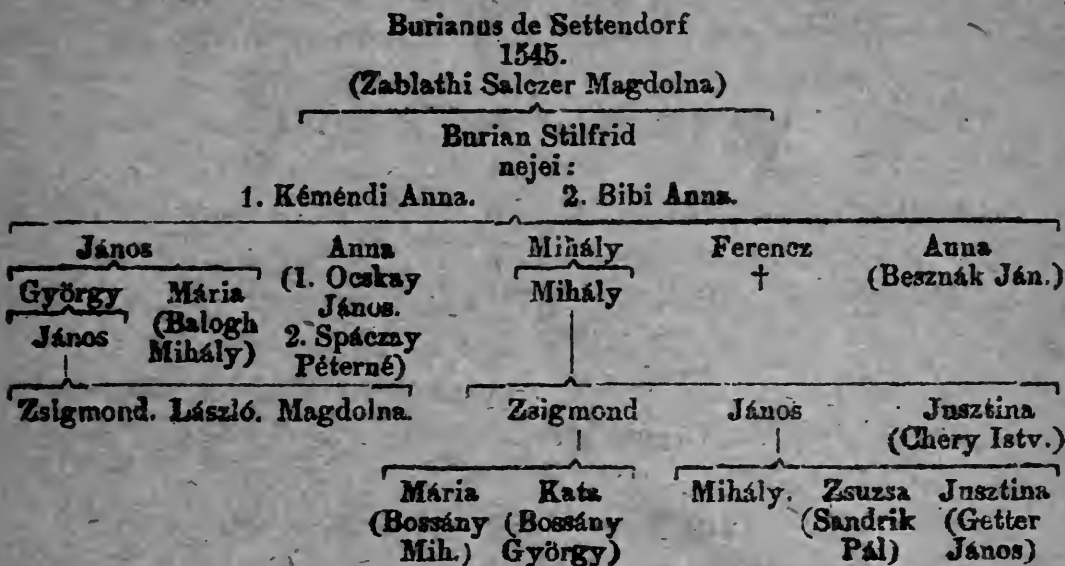 Burianus de Settendorf
1545.
(Zablathi Salczer Magdolna)
Burian Stilfrid
nejei:
1. Kéméndi Anna. 2. Bibi Anna.
János Anna Mihály Ferencz Anna
(1. Ocskay † (Besznák Ján.)
György Mária János. Mihály
(Balogh 2. Spáczay
János Mihály) Péterné)
Zsigmond. László. Magdolna. Zsigmond János Jusztina
(Chery Istv.)
Mária Kata Mihály. Zsuzsa Jusztina
(Bossány (Bossány (Sandrik (Getter
Mih.) György) Pál) János)